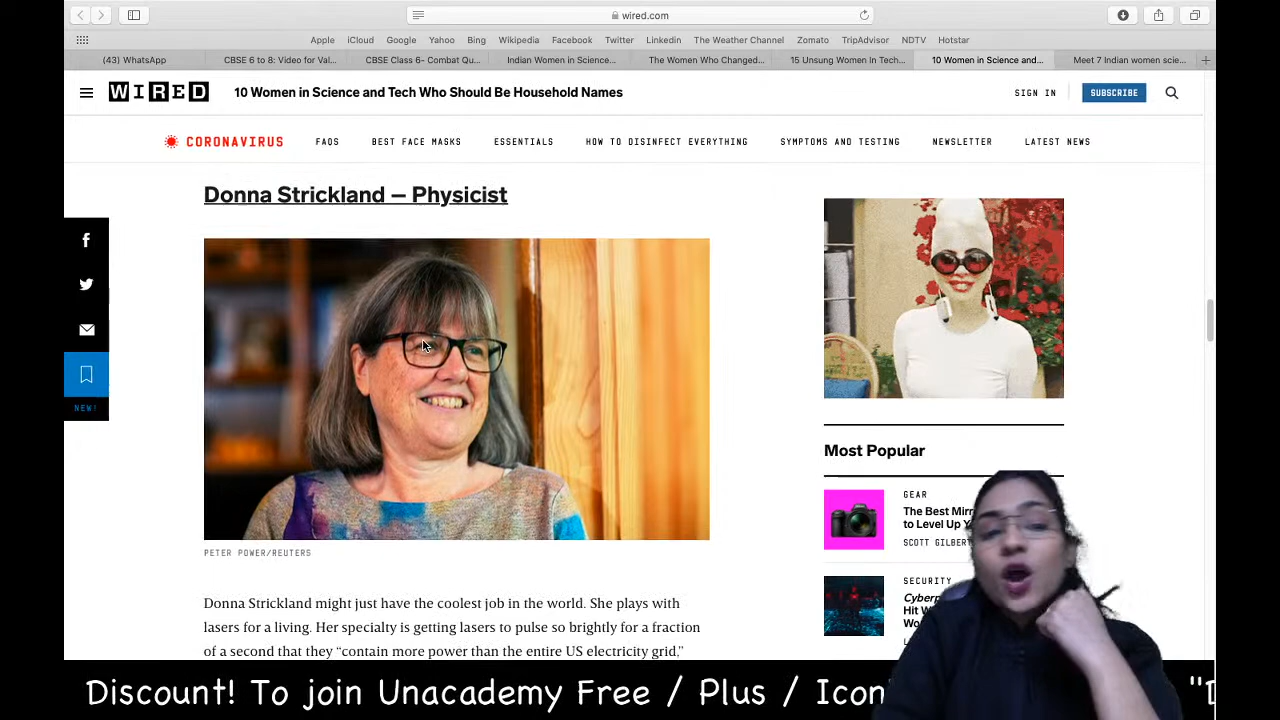 wired.com
Apple iCloud Google Yahoo Bing Wikipedia Facebook Twitter Linkedin The Weather Channel Zomato TripAdvisor NDTV Hotstar
(43) WhatsApp CBSE 6 to 8: Video for Val... CBSE Class 6- Combat Qu... Indian Women in Science... The Women Who Changed... 15 Unsung Women In Tech... 10 Women in Science and... Meet 7 Indian women scie...
WIRED 10 Women in Science and Tech Who Should Be Household Names SIGN IN SUBSCRIBE
CORONAVIRUS FAQS BEST FACE MASKS ESSENTIALS HOW TO DISINFECT EVERYTHING SYMPTOMS AND TESTING NEWSLETTER LATEST NEWS
Donna Strickland – Physicist
NEW!
PETER POWER/REUTERS
Donna Strickland might just have the coolest job in the world. She plays with
lasers for a living. Her specialty is getting lasers to pulse so brightly for a fraction
of a second that they “contain more power than the entire US electricity grid,”
Most Popular
GEAR
The Best
to Level Up
SCOTT
SECURITY
Hit
Discount! To join Unacademy Free / Plus /